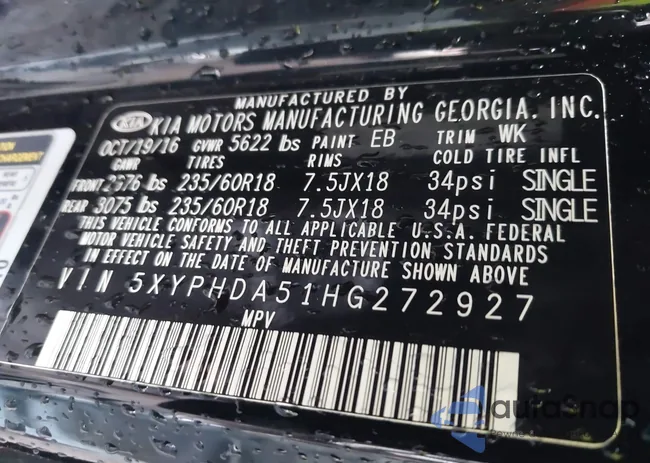 MANUFACTURED BY
KIA KIA MOTORS MANUFACTURING GEORGIA, INC.
OCT/19/16 GVWR 5622 lbs PAINT EB TRIM WK
GAWR TIRES RIMS COLD TIRE INFL
FRONT 2676 lbs 235/60R18 7.5JX18 34psi SINGLE
REAR 3075 lbs 235/60R18 7.5JX18 34psi SINGLE
THIS VEHICLE CONFORMS TO ALL APPLICABLE U.S.A. FEDERAL
MOTOR VEHICLE SAFETY AND THEFT PREVENTION STANDARDS
IN EFFECT ON THE DATE OF MANUFACTURE SHOWN ABOVE
VIN 5XYPHDA51HG272927
MPV